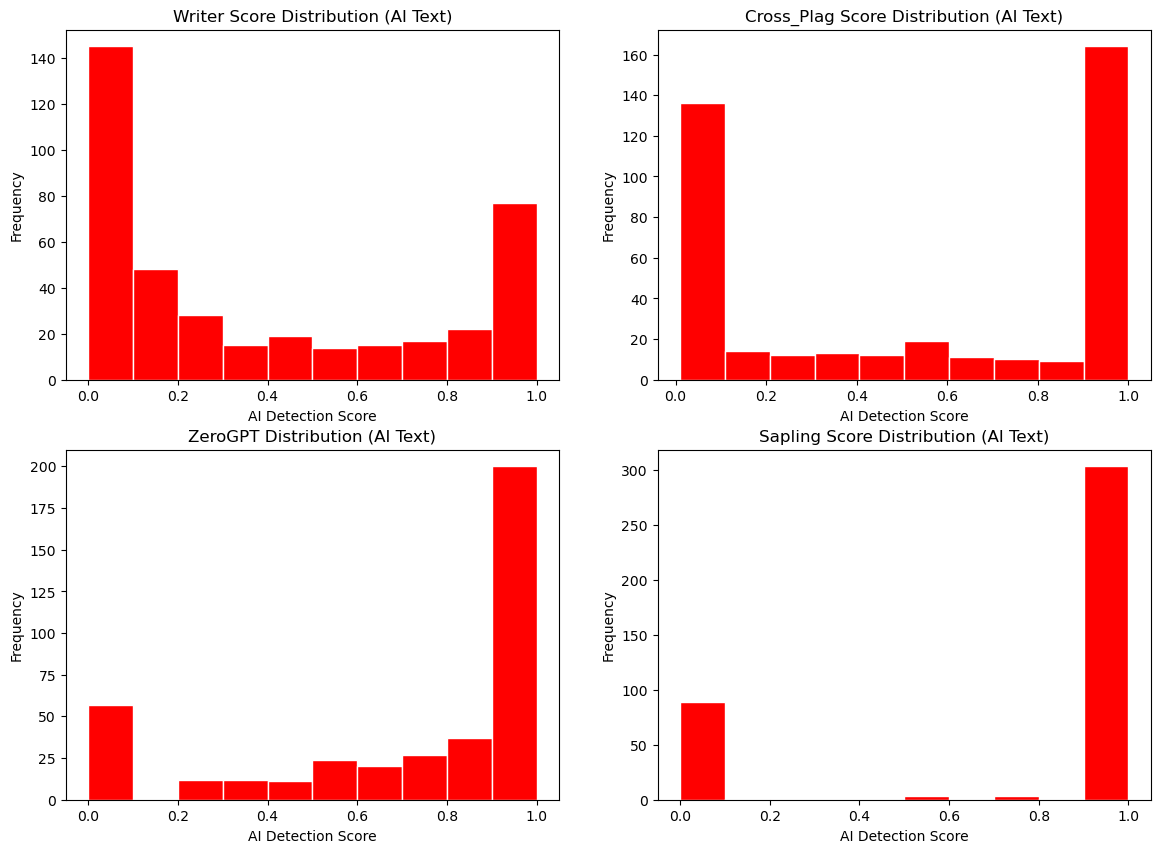 Writer Score Distribution (AI Text)
Frequency
140
120
100
80
60
40
20
0
0.0 0.2 0.4 0.6 0.8 1.0
AI Detection Score
Cross_Plag Score Distribution (AI Text)
Frequency
160
140
120
100
80
60
40
20
0
0.0 0.2 0.4 0.6 0.8 1.0
AI Detection Score
ZeroGPT Distribution (AI Text)
Frequency
200
175
150
125
100
75
50
25
0
0.0 0.2 0.4 0.6 0.8 1.0
AI Detection Score
Sapling Score Distribution (AI Text)
Frequency
300
250
200
150
100
50
0
0.0 0.2 0.4 0.6 0.8 1.0
AI Detection Score